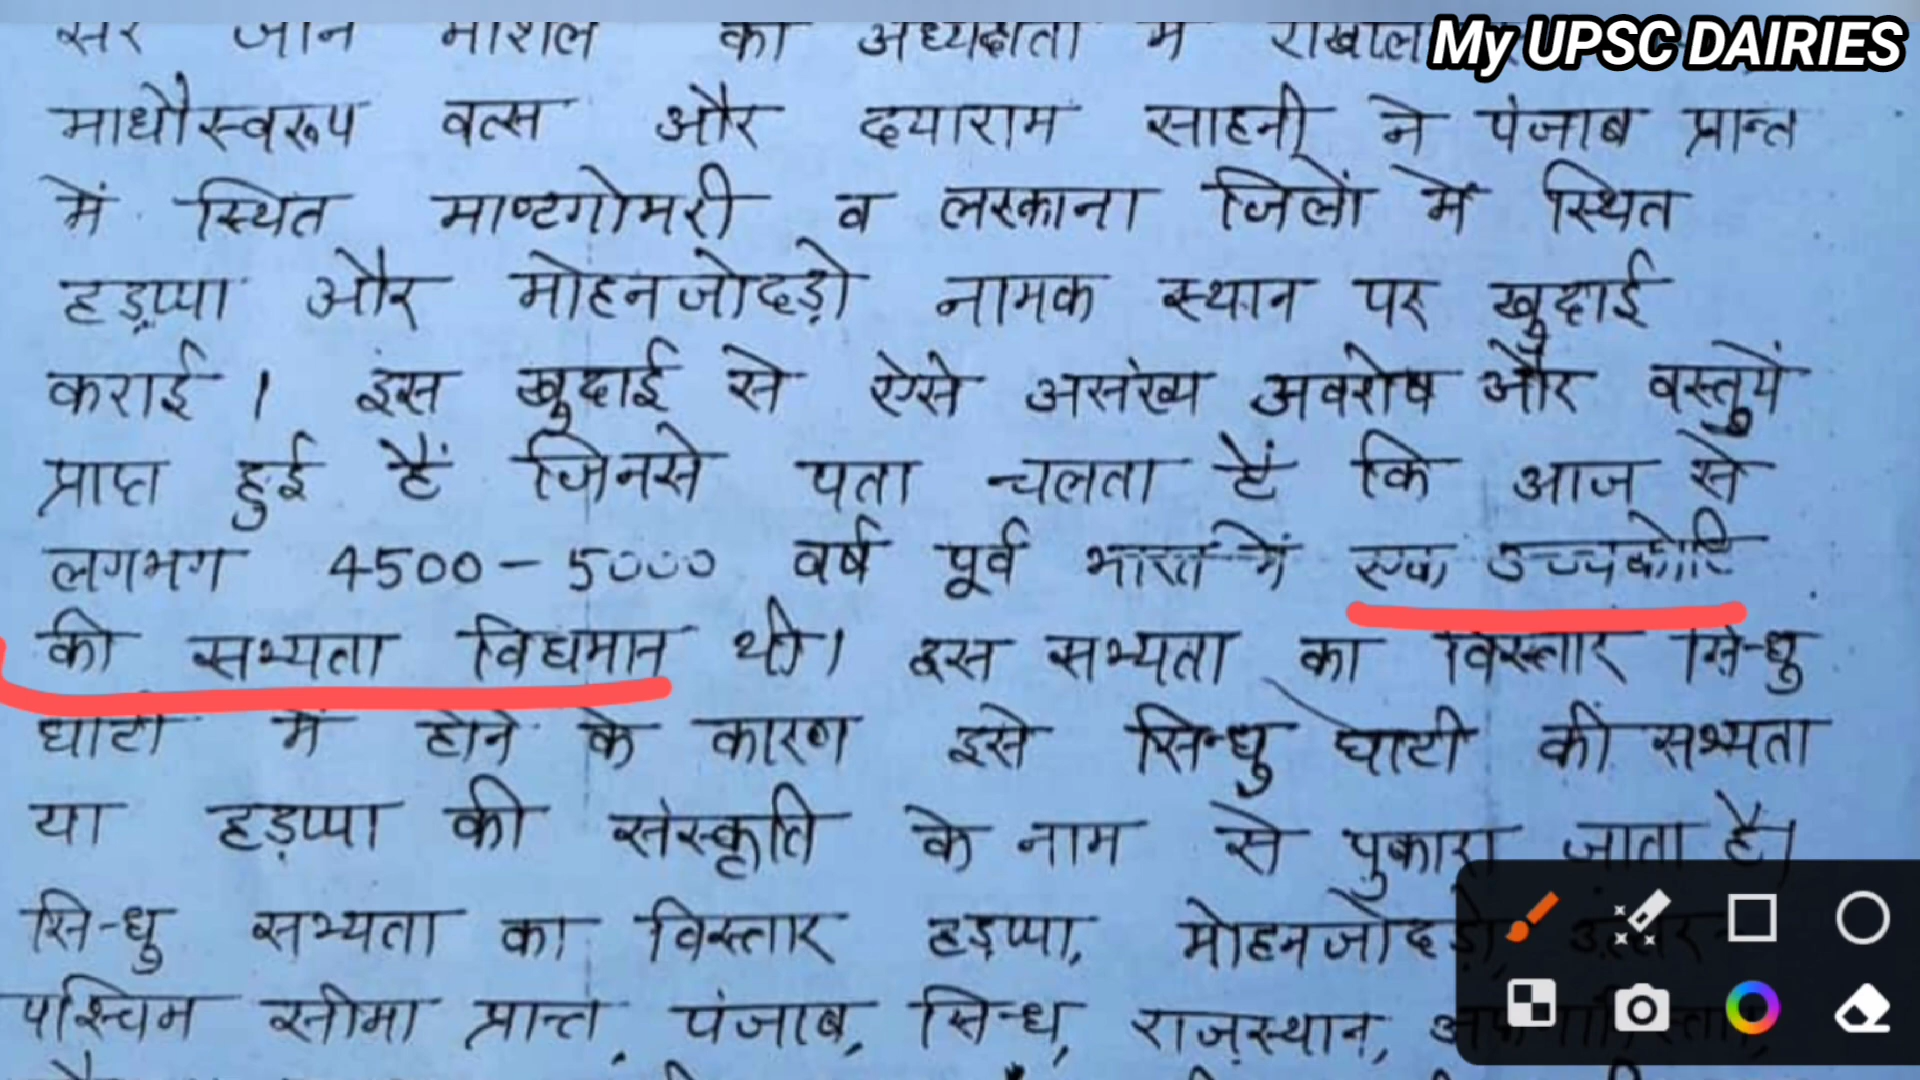 सर जान मार्शल की अध्यक्षता में राखाल
My UPSC DAIRIES
माधौस्वरूप वत्स और दयाराम साहनी ने पंजाब प्रान्त
में स्थित माण्टगोमरी व लरकाना जिलों में स्थित
हड़प्पा और मोहनजोदड़ो नामक स्थान पर खुदाई
कराई । इस खुदाई से ऐसे असंख्य अवशेष और वस्तुयें
प्राप्त हुई हैं जिनसे पता चलता हैं कि आज से
लगभग 4500-5000 वर्ष पूर्व भारत में एक उच्चकोटि
की सभ्यता विद्यमान थी। इस सभ्यता का विस्तार सिन्धु
घाटी में होने के कारण इसे सिन्धु घाटी की सभ्यता
या हड़प्पा की संस्कृति के नाम से पुकारा जाता है।
सिन्धु सभ्यता का विस्तार हड़प्पा, मोहनजोदड़ो, उत्तर-
पश्चिम सीमा प्रान्त, पंजाब, सिन्ध, राजस्थान, अफगानिस्तान,